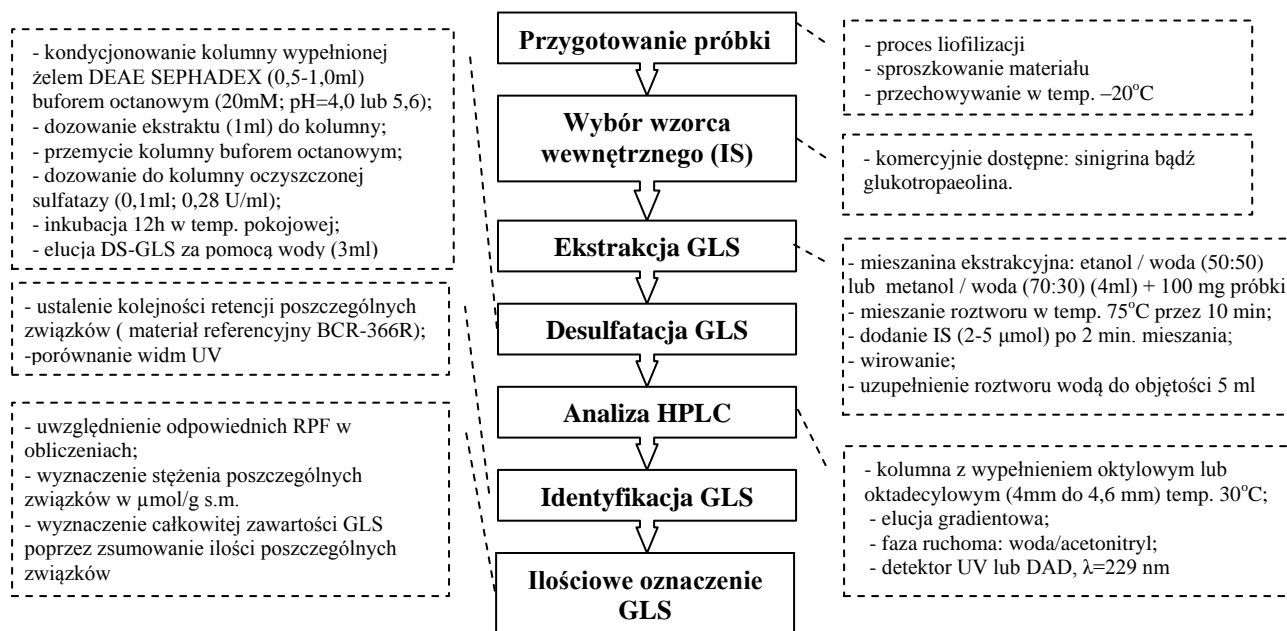 Przygotowanie próbki
- proces liofilizacji
- sproszkowanie materiału
- przechowywanie w temp. –20°C
Wybór wzorca
wewnętrznego (IS)
- komercyjnie dostępne: sinigrina bądź
glukotropaeolina.
Ekstrakcja GLS
- mieszanina ekstrakcyjna: etanol / woda (50:50)
lub metanol / woda (70:30) (4ml) + 100 mg próbki
- mieszanie roztworu w temp. 75°C przez 10 min;
- dodanie IS (2-5 μmol) po 2 min. mieszania;
- wirowanie;
- uzupełnienie roztworu wodą do objętości 5 ml
Desulfatacja GLS
- kondycjonowanie kolumny wypełnionej
żelem DEAE SEPHADEX (0,5-1,0ml)
buforem octanowym (20mM; pH=4,0 lub 5,6);
- dozowanie ekstraktu (1ml) do kolumny;
- przemycie kolumny buforem octanowym;
- dozowanie do kolumny oczyszczonej
sulfatazy (0,1ml; 0,28 U/ml);
- inkubacja 12h w temp. pokojowej;
- elucja DS-GLS za pomocą wody (3ml)
Analiza HPLC
- kolumna z wypełnieniem oktylowym lub
oktadecylowym (4mm do 4,6 mm) temp. 30°C;
- elucja gradientowa;
- faza ruchoma: woda/acetonitryl;
- detektor UV lub DAD, λ=229 nm
Identyfikacja GLS
- ustalenie kolejności retencji poszczególnych
związków ( materiał referencyjny BCR-366R);
-porównanie widm UV
Ilościowe oznaczenie
GLS
- uwzględnienie odpowiednich RPF w
obliczeniach;
- wyznaczenie stężenia poszczególnych
związków w µmol/g s.m.
- wyznaczenie całkowitej zawartości GLS
poprzez zsumowanie ilości poszczególnych
związków